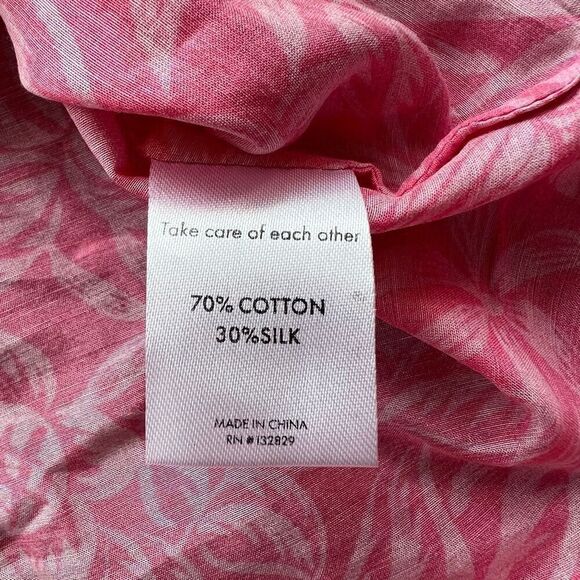 Take care of each other
70% COTTON
30%SILK
MADE IN CHINA
RN # 132829